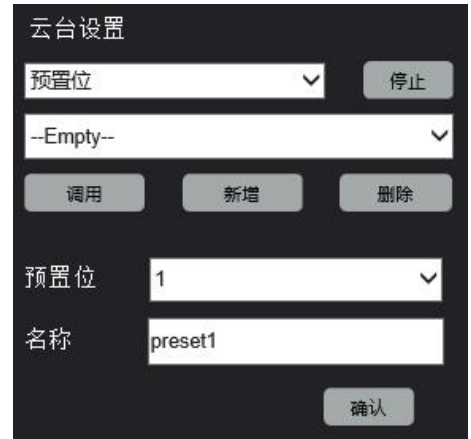 云台设置
预置位 停止
--Empty--
调用 新增 删除
预置位 1
名称 preset1
确认